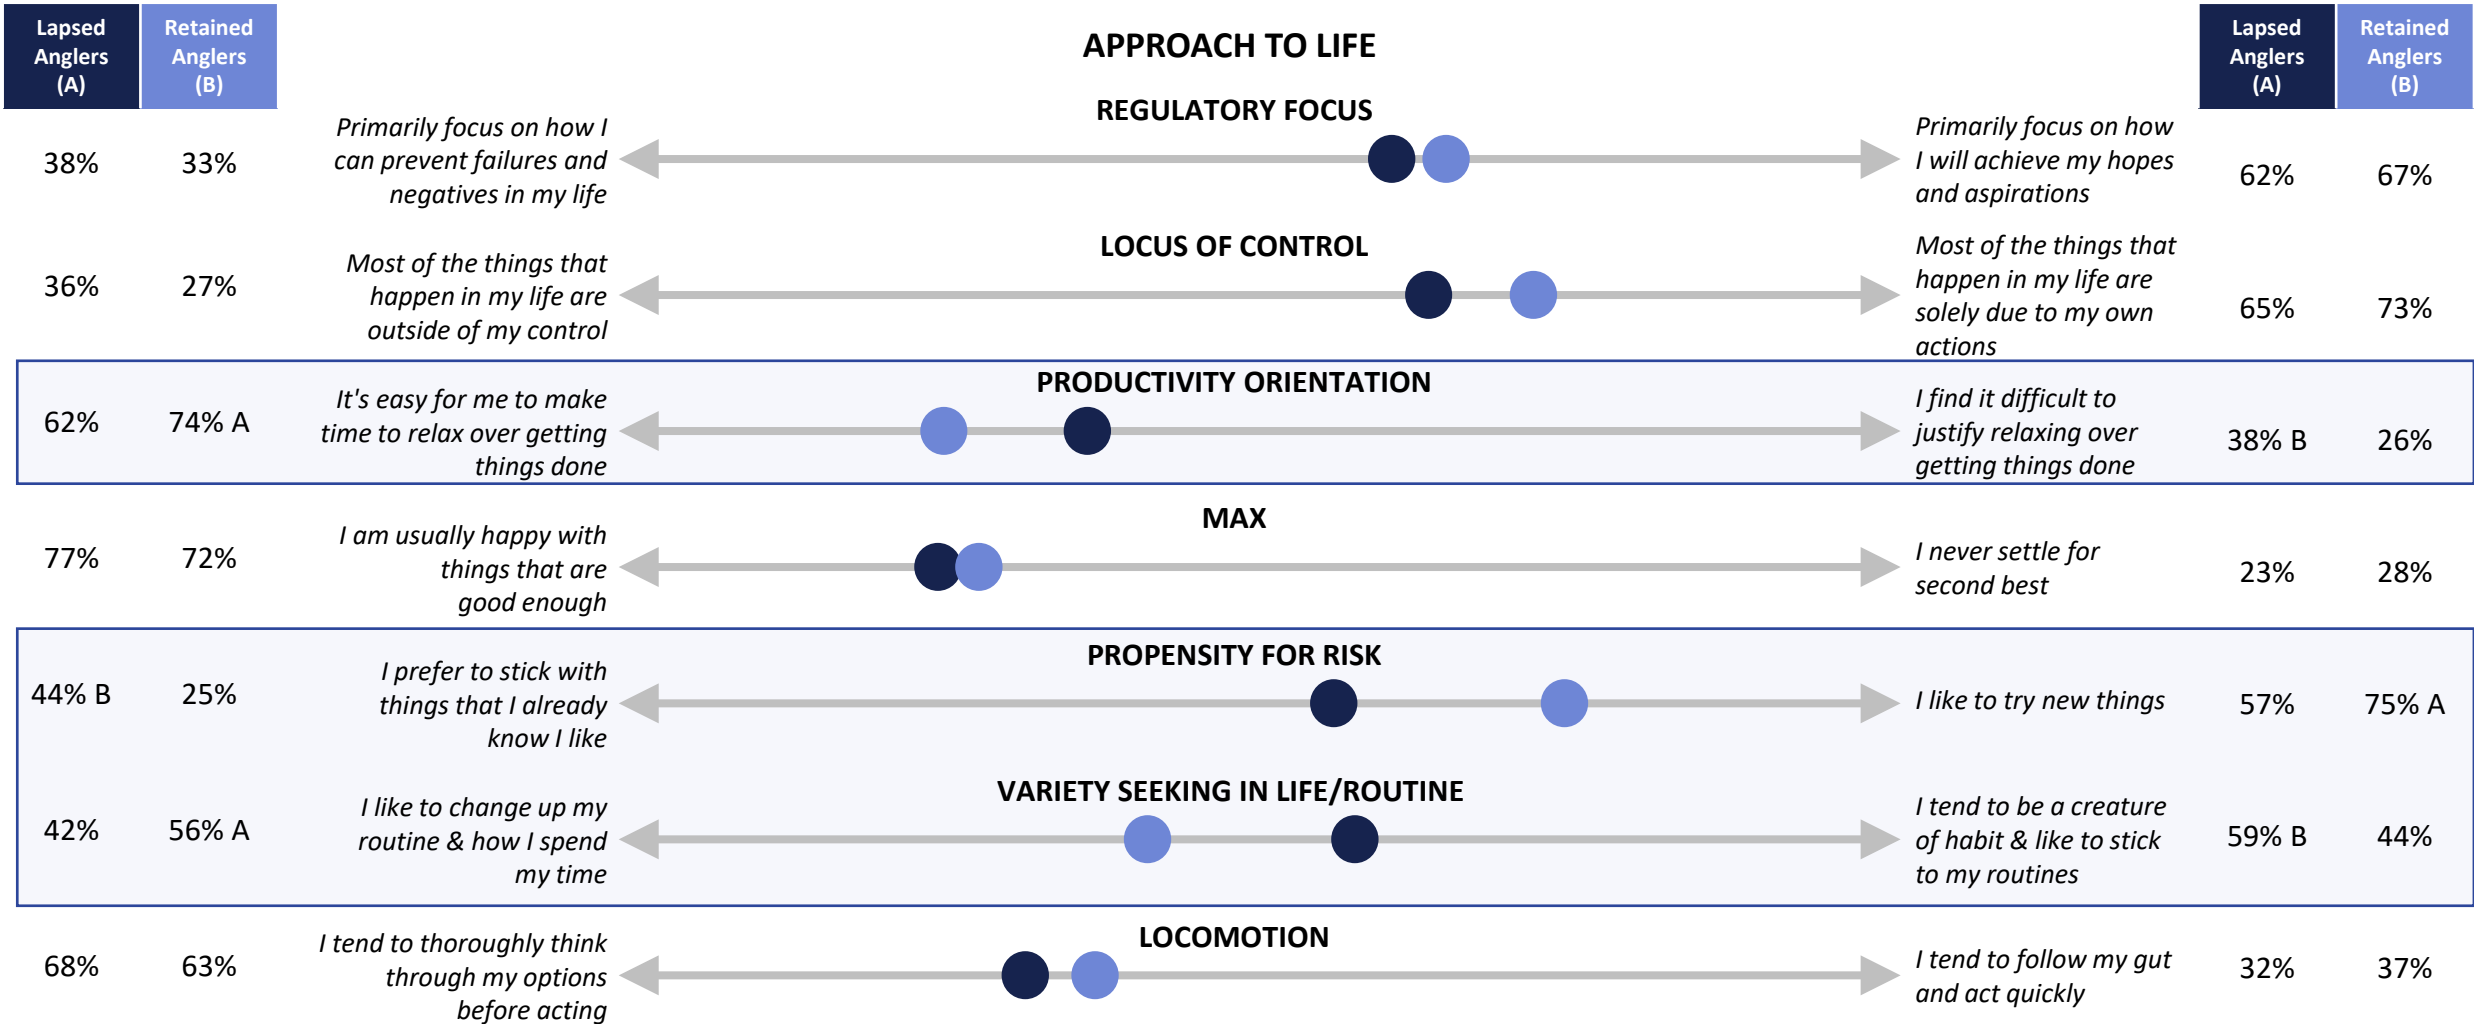 Lapsed
Anglers
(A)
Retained
Anglers
(B)
APPROACH TO LIFE
Lapsed
Anglers
(A)
Retained
Anglers
(B)
REGULATORY FOCUS
38%
33%
Primarily focus on how I
can prevent failures and
negatives in my life
Primarily focus on how
I will achieve my hopes
and aspirations
62%
67%
LOCUS OF CONTROL
36%
27%
Most of the things that
happen in my life are
outside of my control
Most of the things that
happen in my life are
solely due to my own
actions
65%
73%
PRODUCTIVITY ORIENTATION
62%
74% A
It's easy for me to make
time to relax over getting
things done
I find it difficult to
justify relaxing over
getting things done
38% B
26%
MAX
77%
72%
I am usually happy with
things that are
good enough
I never settle for
second best
23%
28%
PROPENSITY FOR RISK
44% B
25%
I prefer to stick with
things that I already
know I like
I like to try new things
57%
75% A
VARIETY SEEKING IN LIFE/ROUTINE
42%
56% A
I like to change up my
routine & how I spend
my time
I tend to be a creature
of habit & like to stick
to my routines
59% B
44%
LOCOMOTION
68%
63%
I tend to thoroughly think
through my options
before acting
I tend to follow my gut
and act quickly
32%
37%